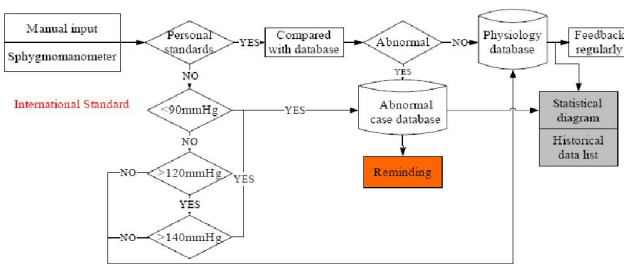 Manual input
Sphygmomanometer
Personal
standards
YES
Compared
with database
Abnormal
NO
Physiology
database
Feedback
regularly
NO
YES
International Standard
<90mmHg
YES
Abnormal
case database
Statistical
diagram
Historical
data list
NO
NO
>120mmHg
YES
Reminding
YES
NO
>140mmHg